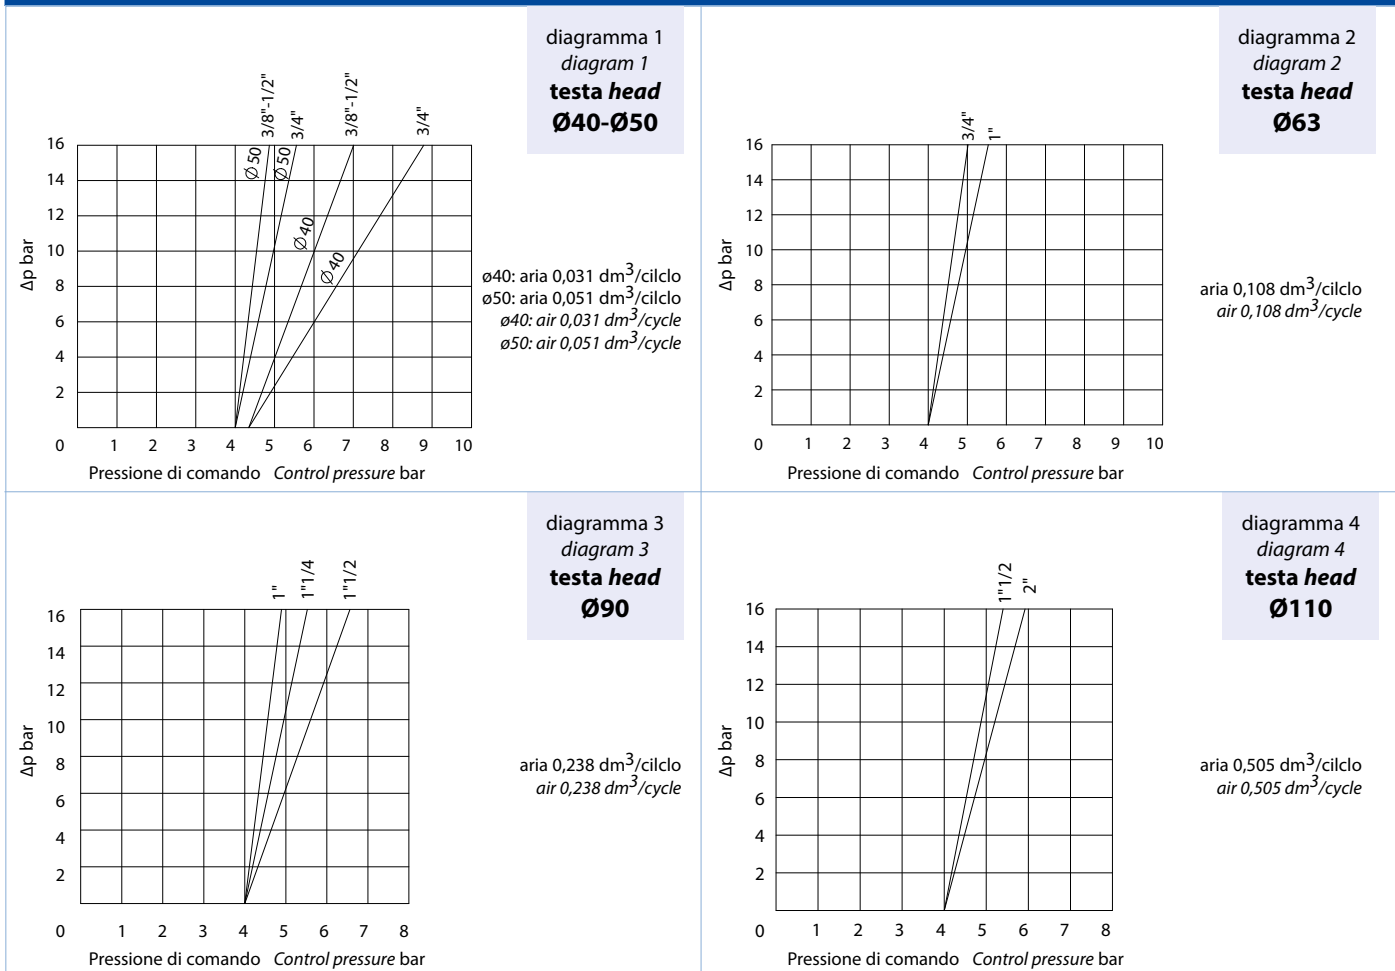 diagramma 1
diagram 1
testa head
Ø40-Ø50
3/8"-1/2"
3/4"
3/8"-1/2"
3/4"
Ø 50
Ø 50
Ø 40
Ø 40
16
14
12
10
8
6
4
2
Δp bar
0 1 2 3 4 5 6 7 8 9 10
Pressione di comando Control pressure bar
ø40: aria 0,031 dm3/cilclo
ø50: aria 0,051 dm3/cilclo
ø40: air 0,031 dm3/cycle
ø50: air 0,051 dm3/cycle
diagramma 2
diagram 2
testa head
Ø63
3/4"
1"
16
14
12
10
8
6
4
2
Δp bar
0 1 2 3 4 5 6 7 8 9 10
Pressione di comando Control pressure bar
aria 0,108 dm3/cilclo
air 0,108 dm3/cycle
diagramma 3
diagram 3
testa head
Ø90
1"
1"1/4
1"1/2
16
14
12
10
8
6
4
2
Δp bar
0 1 2 3 4 5 6 7 8
Pressione di comando Control pressure bar
aria 0,238 dm3/cilclo
air 0,238 dm3/cycle
diagramma 4
diagram 4
testa head
Ø110
1"1/2
2"
16
14
12
10
8
6
4
2
Δp bar
0 1 2 3 4 5 6 7 8
Pressione di comando Control pressure bar
aria 0,505 dm3/cilclo
air 0,505 dm3/cycle